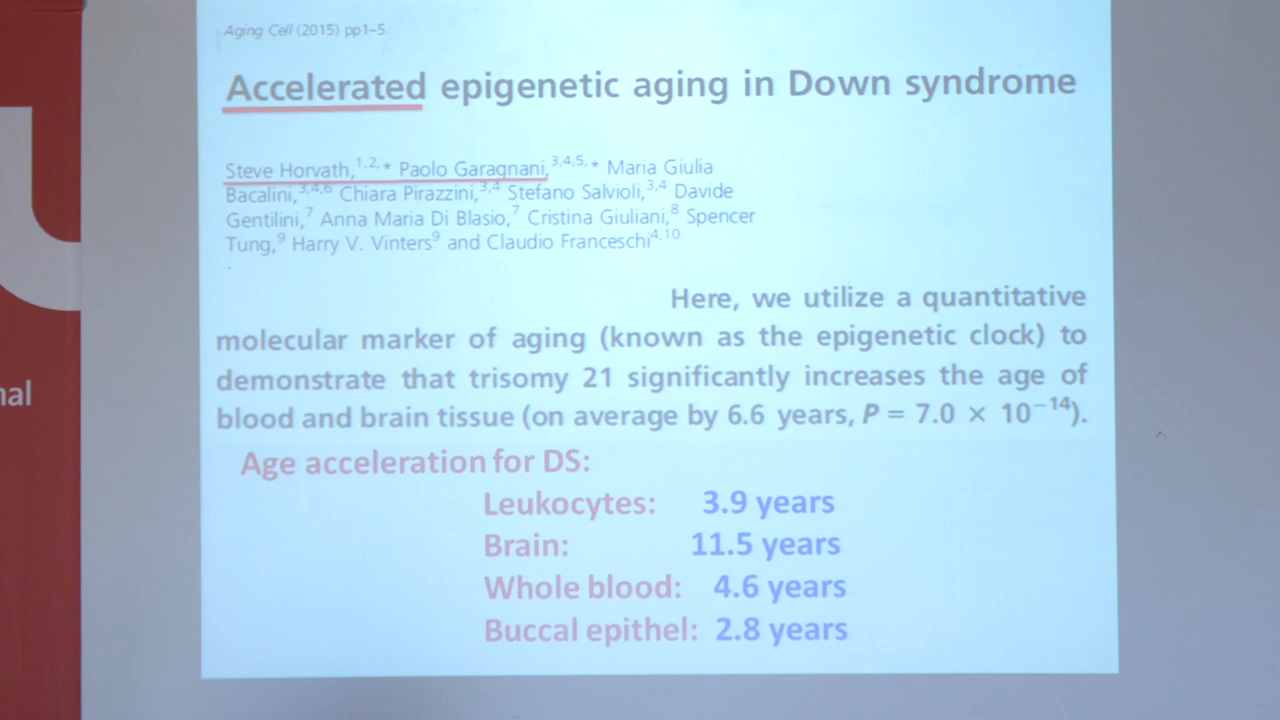 Aging Cell (2015) pp1–5
Accelerated epigenetic aging in Down syndrome
Steve Horvath,1,2,* Paolo Garagnani,3,4,5,* Maria Giulia
Bacalini,3,4,6 Chiara Pirazzini,3,4 Stefano Salvioli,3,4 Davide
Gentilini,7 Anna Maria Di Blasio,7 Cristina Giuliani,8 Spencer
Tung,9 Harry V. Vinters9 and Claudio Franceschi4,10
Here, we utilize a quantitative
molecular marker of aging (known as the epigenetic clock) to
demonstrate that trisomy 21 significantly increases the age of
blood and brain tissue (on average by 6.6 years, P = 7.0 × 10−14).
Age acceleration for DS:
Leukocytes: 3.9 years
Brain: 11.5 years
Whole blood: 4.6 years
Buccal epithel: 2.8 years
nal